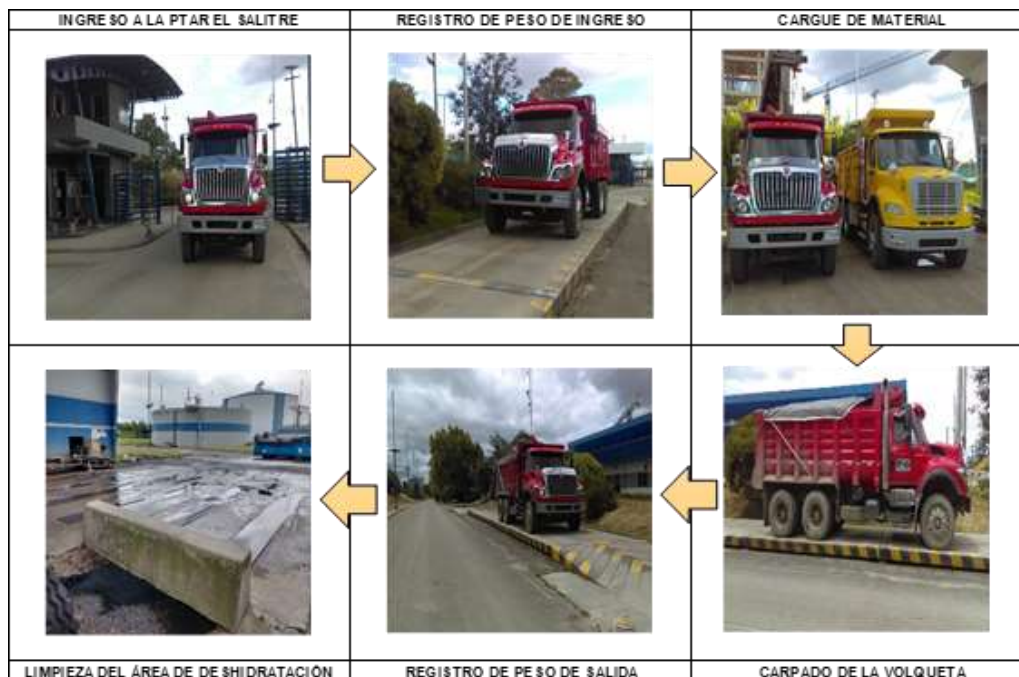 INGRESO A LA PTAR EL SALITRE
REGISTRO DE PESO DE INGRESO
CARGUE DE MATERIAL
LIMPIEZA DEL ÁREA DE DESHIDRATACIÓN
REGISTRO DE PESO DE SALIDA
CARPADO DE LA VOLQUETA